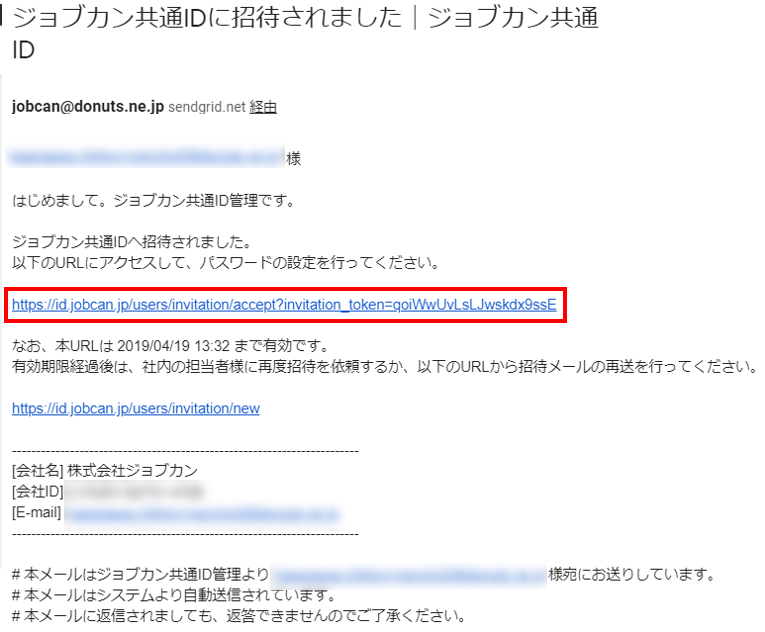 ジョブカン共通IDに招待されました｜ジョブカン共通
ID
jobcan@donuts.ne.jp sendgrid.net 経由
様
はじめまして。ジョブカン共通ID管理です。
ジョブカン共通IDへ招待されました。
以下のURLにアクセスして、パスワードの設定を行ってください。
https://id.jobcan.jp/users/invitation/accept?invitation_token=qoiWwUvLsLJwskdx9ssE
なお、本URLは 2019/04/19 13:32 まで有効です。
有効期限経過後は、社内の担当者様に再度招待を依頼するか、以下のURLから招待メールの再送を行ってください。
https://id.jobcan.jp/users/invitation/new
--------------------------------------------------------------------------
[会社名] 株式会社ジョブカン
[会社ID]
[E-mail]
--------------------------------------------------------------------------
# 本メールはジョブカン共通ID管理より 様宛にお送りしています。
# 本メールはシステムより自動送信されています。
# 本メールに返信されましても、返答できませんのでご了承ください。